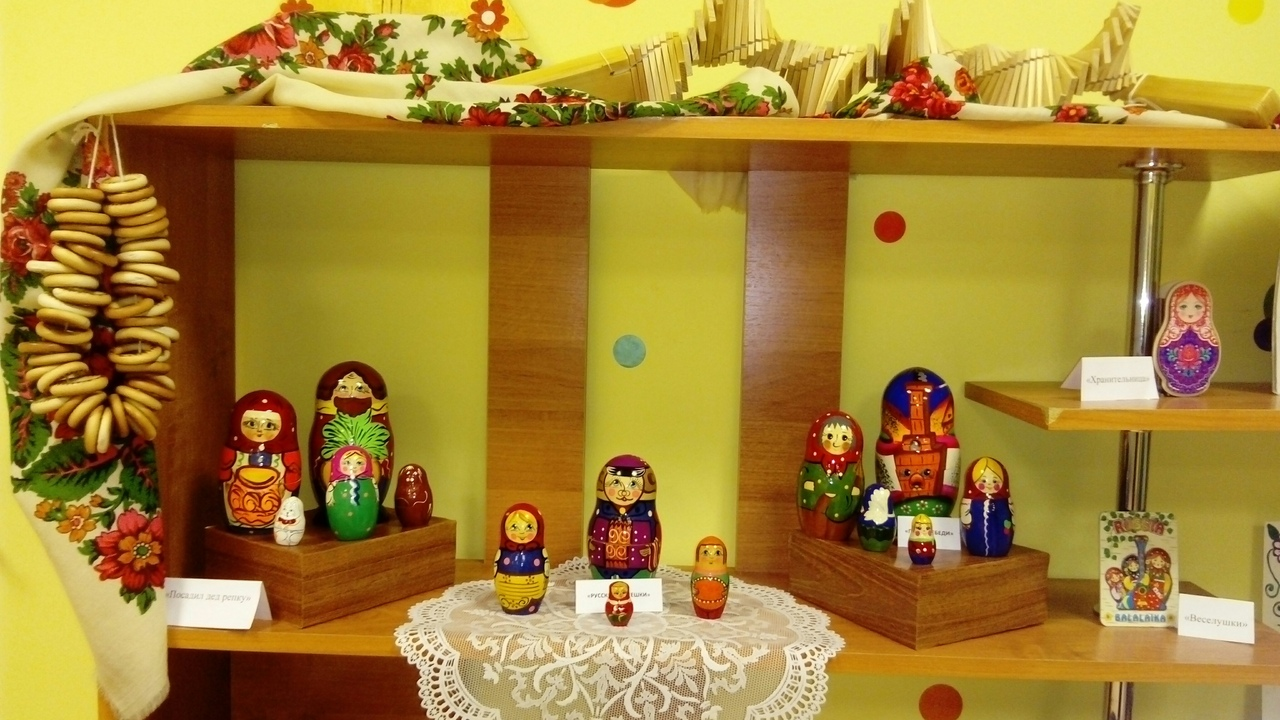 «Посадил дед репку»
«Хранительница»
RUSSIA
BALALAIKA
«Веселушки»